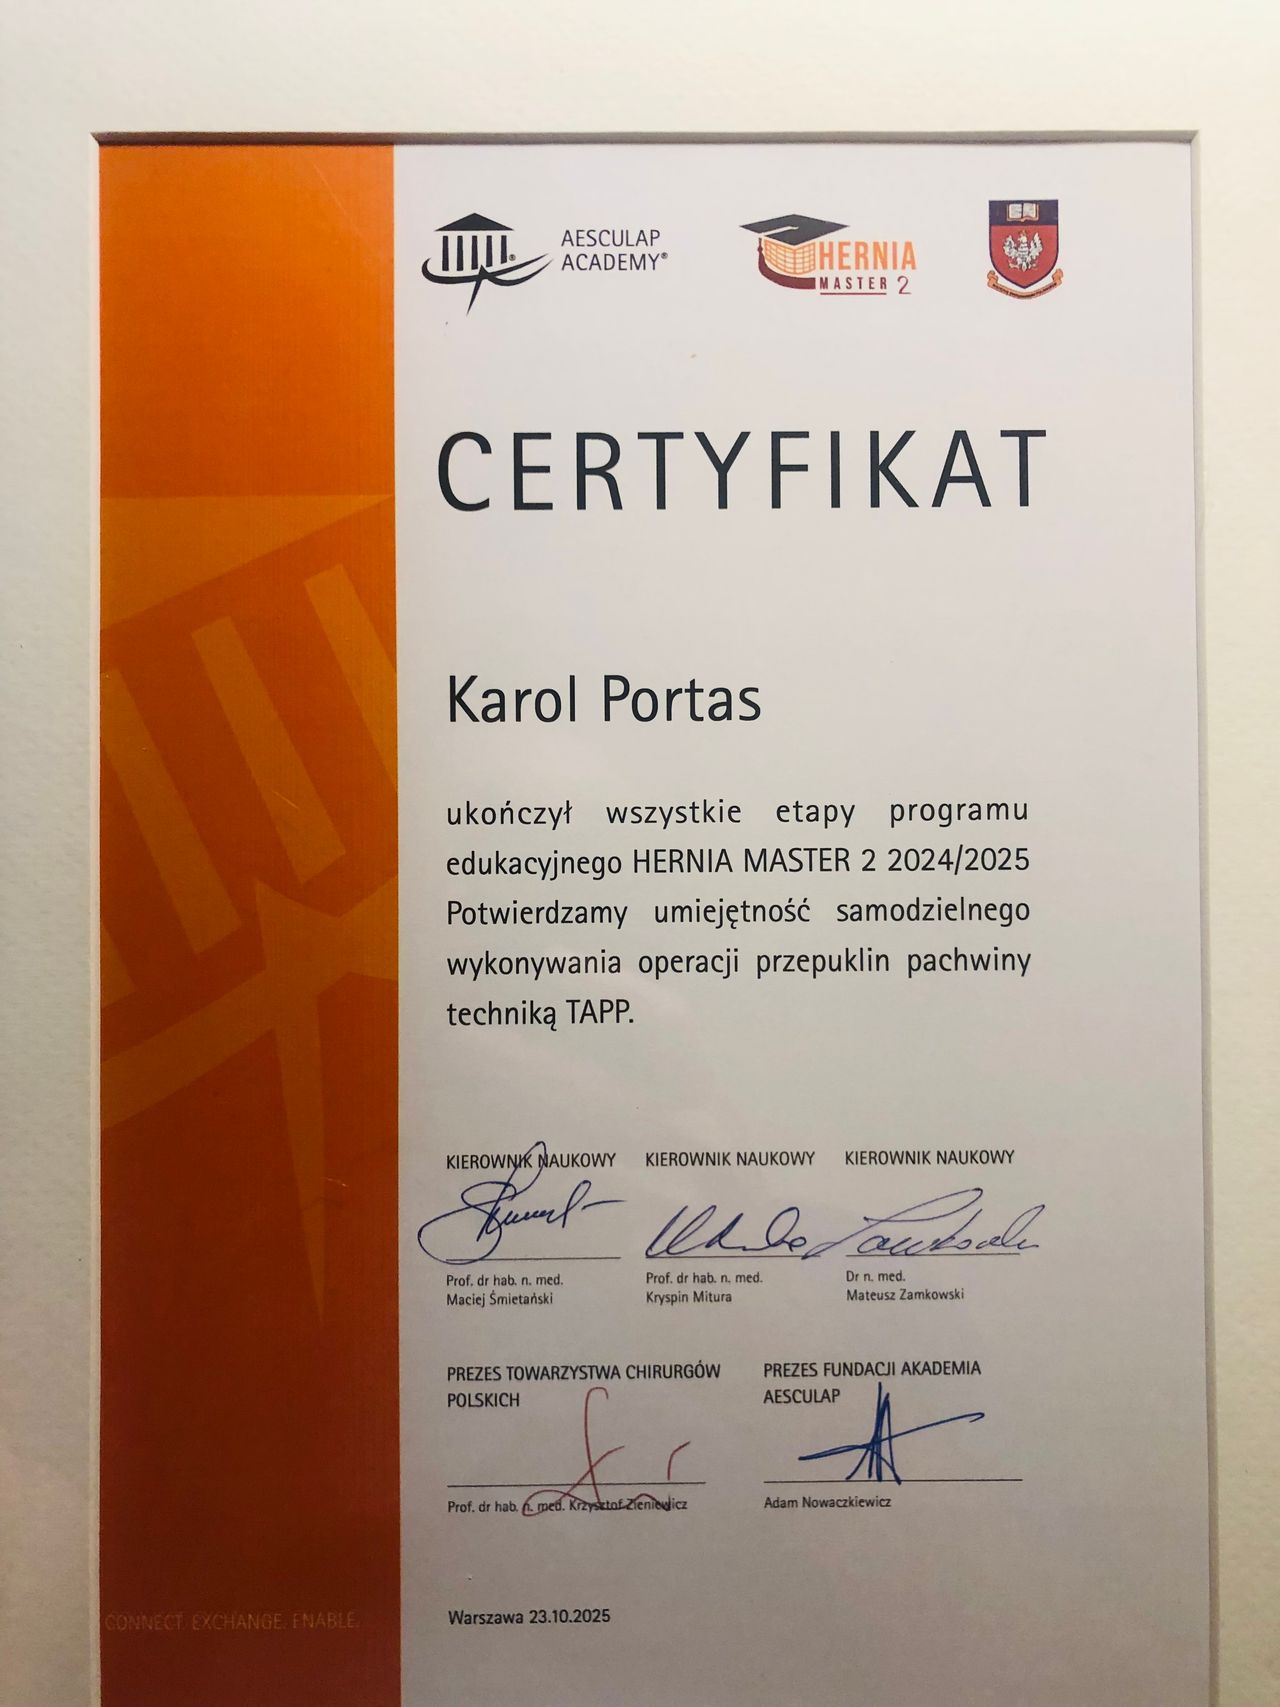 AESCULAP
ACADEMY®
HERNIA
MASTER 2
CERTYFIKAT
Karol Portas
ukończył wszystkie etapy programu
edukacyjnego HERNIA MASTER 2 2024/2025
Potwierdzamy umiejętność samodzielnego
wykonywania operacji przepuklin pachwiny
techniką TAPP.
KIEROWNIK NAUKOWY
KIEROWNIK NAUKOWY
KIEROWNIK NAUKOWY
Prof. dr hab. n. med.
Maciej Śmietański
Prof. dr hab. n. med.
Kryspin Mitura
Dr n. med.
Mateusz Zamkowski
PREZES TOWARZYSTWA CHIRURGÓW
POLSKICH
PREZES FUNDACJI AKADEMIA
AESCULAP
Prof. dr hab. n. med. Krzysztof Zieniewicz
Adam Nowaczkiewicz
CONNECT. EXCHANGE. ENABLE.
Warszawa 23.10.2025